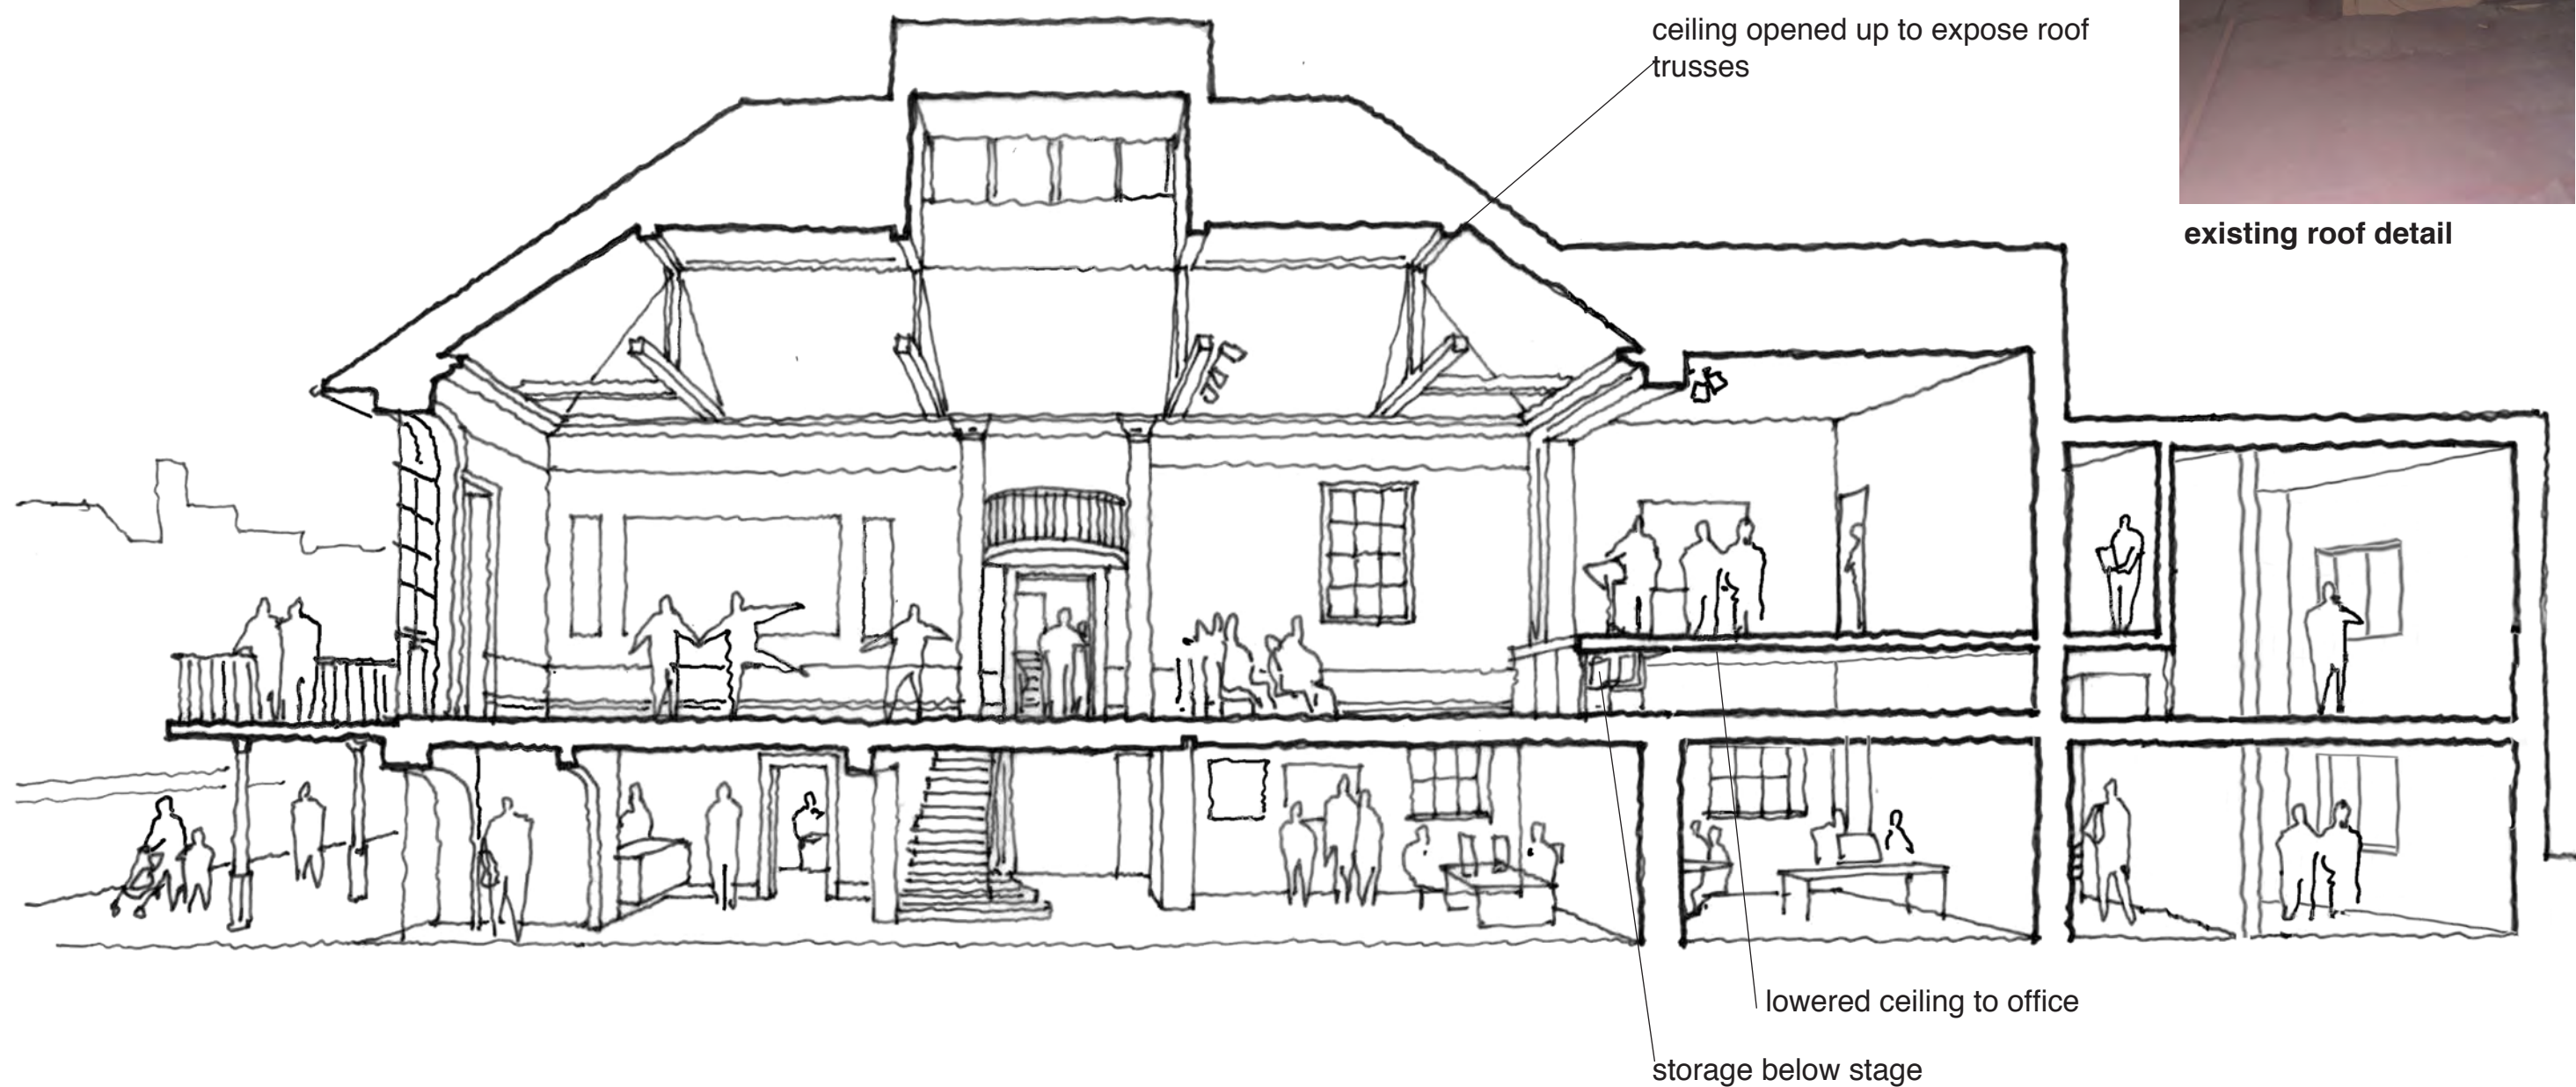 ceiling opened up to expose roof
trusses
existing roof detail
lowered ceiling to office
storage below stage